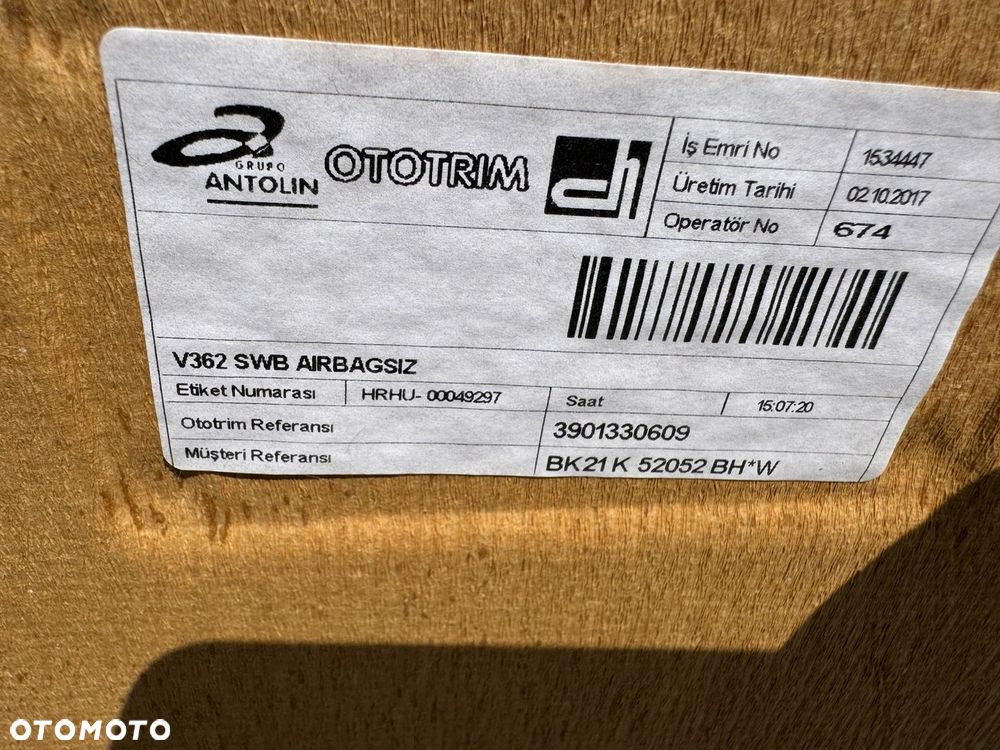 GRUPO
ANTOLIN
OTOTRIM
İş Emri No 1534447
Üretim Tarihi 02.10.2017
Operatör No 674
V362 SWB AIRBAGSIZ
Etiket Numarası HRHU- 00049297 Saat 15:07:20
Ototrim Referansı 3901330609
Müşteri Referansı BK21 K 52052 BH*W
OTOMOTO